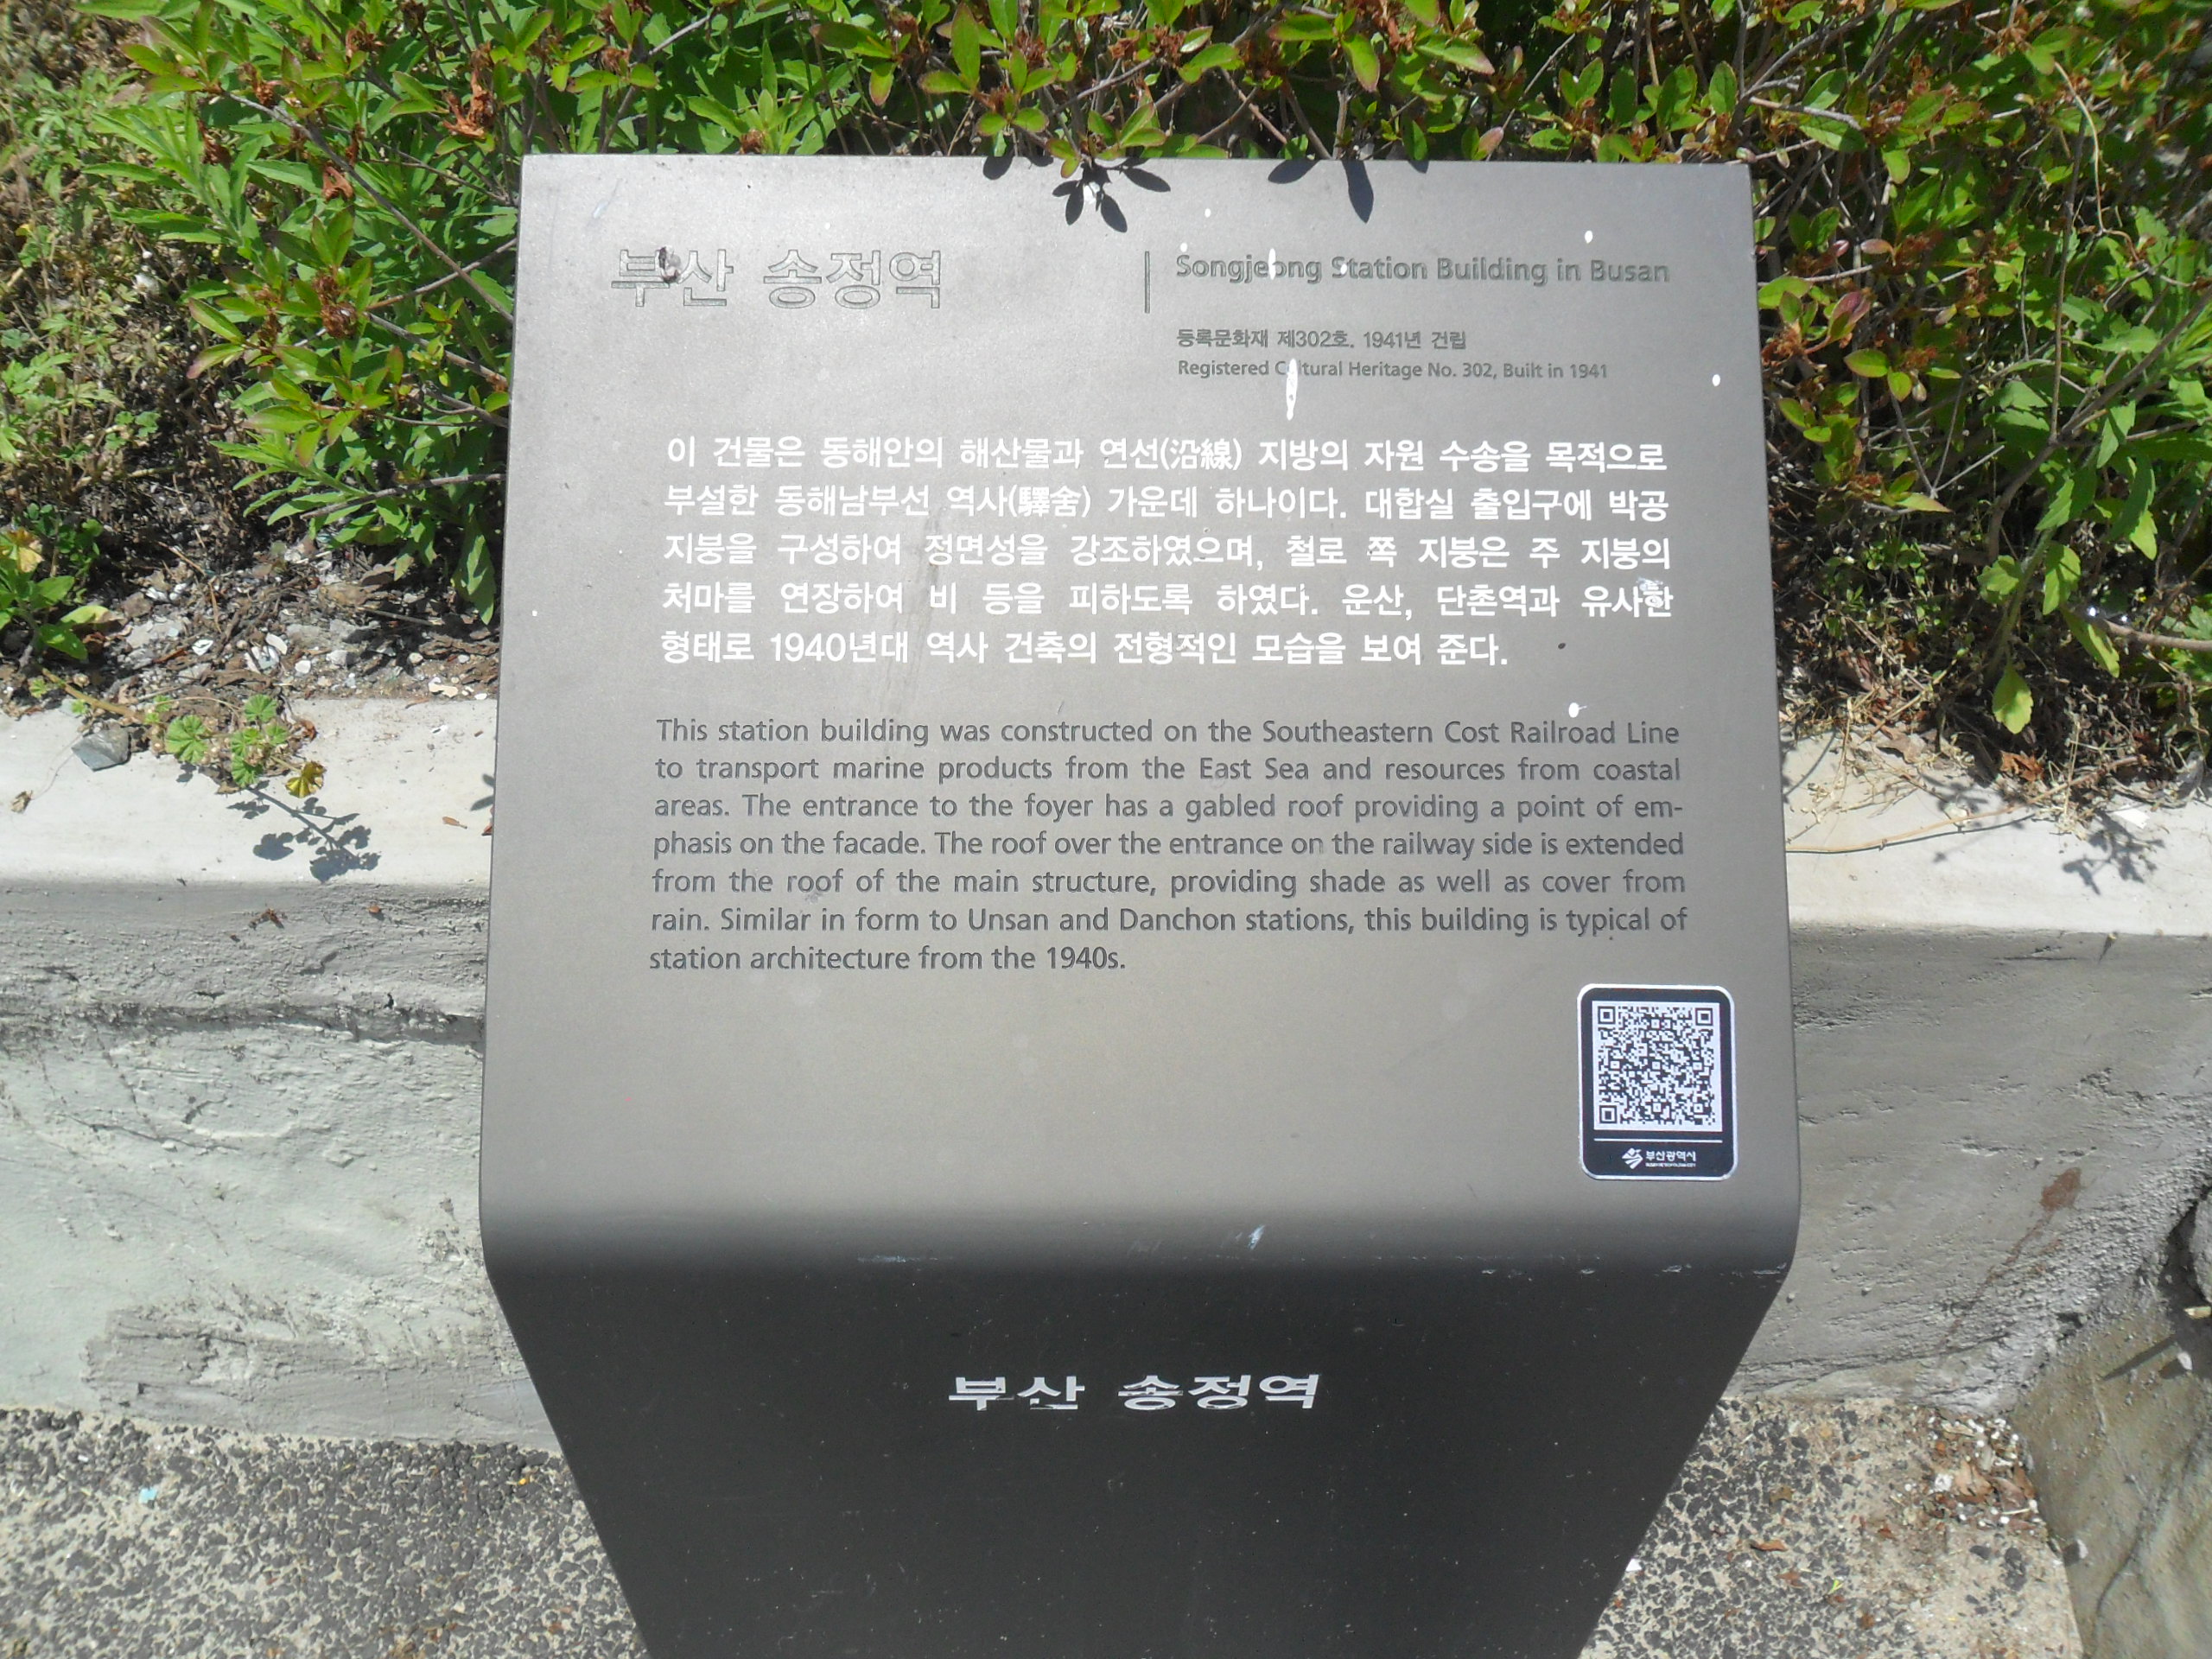 부산 송정역
Songjeong Station Building in Busan
등록문화재 제302호, 1941년 건립
Registered Cultural Heritage No. 302, Built in 1941
이 건물은 동해안의 해산물과 연선(沿線) 지방의 자원 수송을 목적으로
부설한 동해남부선 역사(驛舍) 가운데 하나이다. 대합실 출입구에 박공
지붕을 구성하여 정면성을 강조하였으며, 철로 쪽 지붕은 주 지붕의
처마를 연장하여 비 등을 피하도록 하였다. 운산, 단촌역과 유사한
형태로 1940년대 역사 건축의 전형적인 모습을 보여 준다.
This station building was constructed on the Southeastern Cost Railroad Line
to transport marine products from the East Sea and resources from coastal
areas. The entrance to the foyer has a gabled roof providing a point of em-
phasis on the facade. The roof over the entrance on the railway side is extended
from the roof of the main structure, providing shade as well as cover from
rain. Similar in form to Unsan and Danchon stations, this building is typical of
station architecture from the 1940s.
부산광역시
부산 송정역